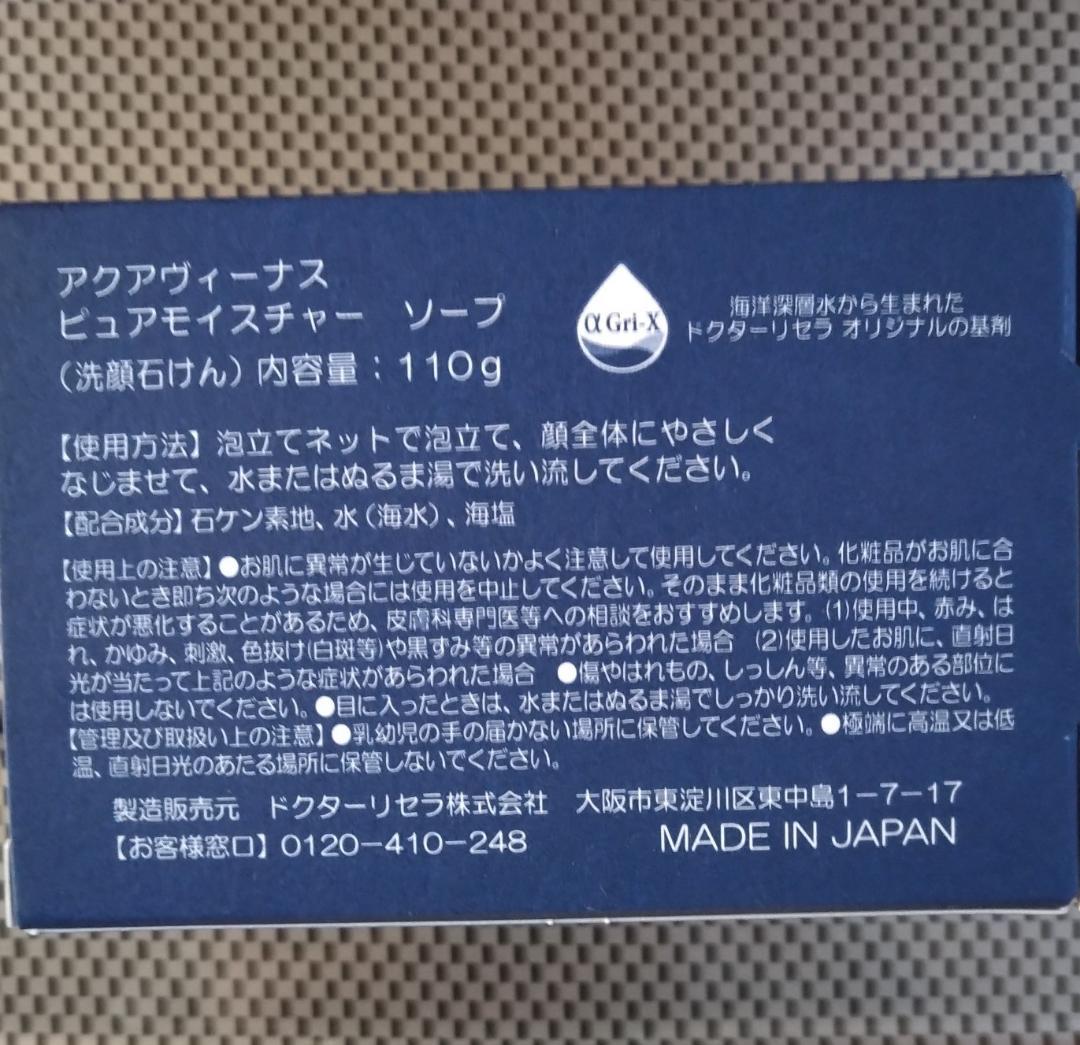 アクアヴィーナス
ピュアモイスチャー　ソープ
（洗顔石けん）内容量：110g
α Gri-X
海洋深層水から生まれた
ドクターリセラ オリジナルの基剤
【使用方法】泡立てネットで泡立て、顔全体にやさしく
なじませて、水またはぬるま湯で洗い流してください。
【配合成分】石ケン素地、水（海水）、海塩
【使用上の注意】●お肌に異常が生じていないかよく注意して使用してください。化粧品がお肌に合
わないとき即ち次のような場合には使用を中止してください。そのまま化粧品類の使用を続けると
症状が悪化することがあるため、皮膚科専門医等への相談をおすすめします。(1)使用中、赤み、は
れ、かゆみ、刺激、色抜け(白斑等)や黒ずみ等の異常があらわれた場合　(2)使用したお肌に、直射日
光が当たって上記のような症状があらわれた場合　●傷やはれもの、しっしん等、異常のある部位に
は使用しないでください。●目に入ったときは、水またはぬるま湯でしっかり洗い流してください。
【管理及び取扱い上の注意】●乳幼児の手の届かない場所に保管してください。●極端に高温又は低
温、直射日光のあたる場所に保管しないでください。
製造販売元　ドクターリセラ株式会社　大阪市東淀川区東中島1－7－17
【お客様窓口】0120－410－248　MADE IN JAPAN